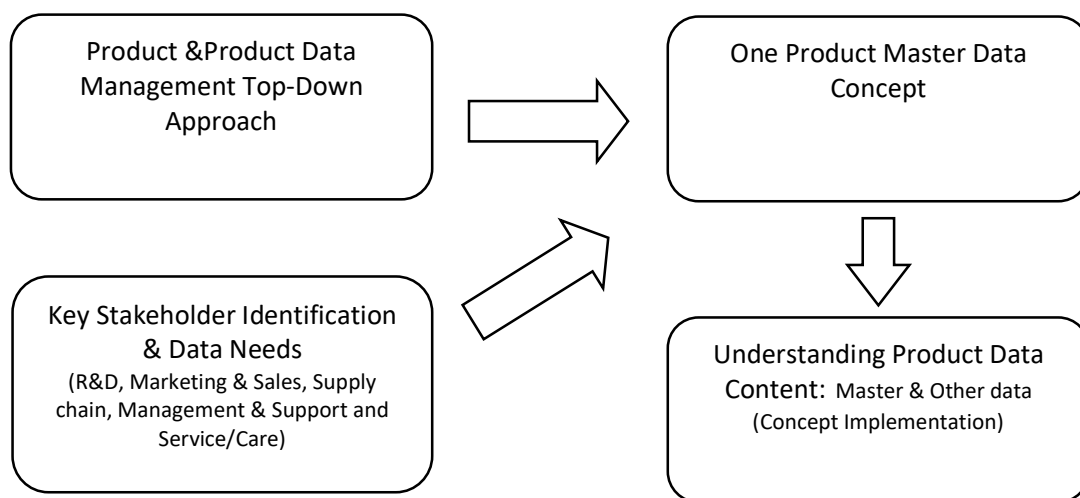 Product &Product Data
Management Top-Down
Approach
One Product Master Data
Concept
Key Stakeholder Identification
& Data Needs
(R&D, Marketing & Sales, Supply
chain, Management & Support and
Service/Care)
Understanding Product Data
Content: Master & Other data
(Concept Implementation)